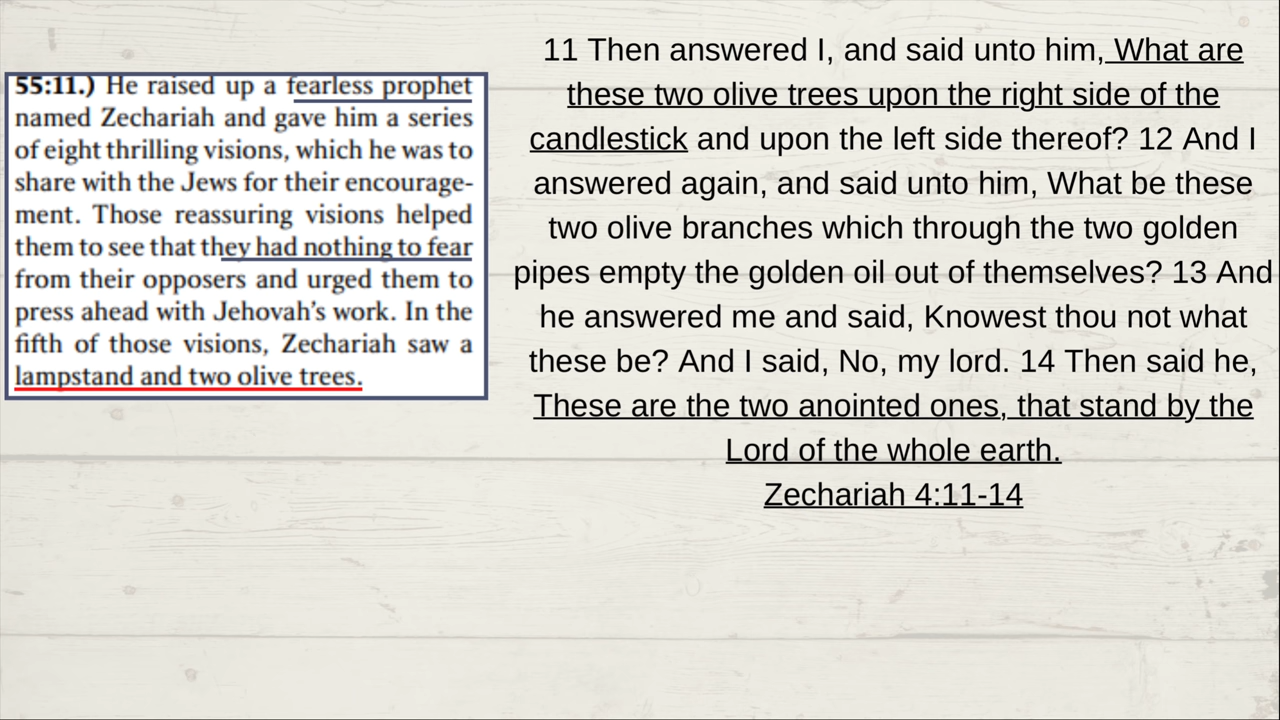 55:11.) He raised up a fearless prophet
named Zechariah and gave him a series
of eight thrilling visions, which he was to
share with the Jews for their encourage-
ment. Those reassuring visions helped
them to see that they had nothing to fear
from their opposers and urged them to
press ahead with Jehovah's work. In the
fifth of those visions, Zechariah saw a
lampstand and two olive trees.
11 Then answered I, and said unto him, What are
these two olive trees upon the right side of the
candlestick and upon the left side thereof? 12 And I
answered again, and said unto him, What be these
two olive branches which through the two golden
pipes empty the golden oil out of themselves? 13 And
he answered me and said, Knowest thou not what
these be? And I said, No, my lord. 14 Then said he,
These are the two anointed ones, that stand by the
Lord of the whole earth.
Zechariah 4:11-14